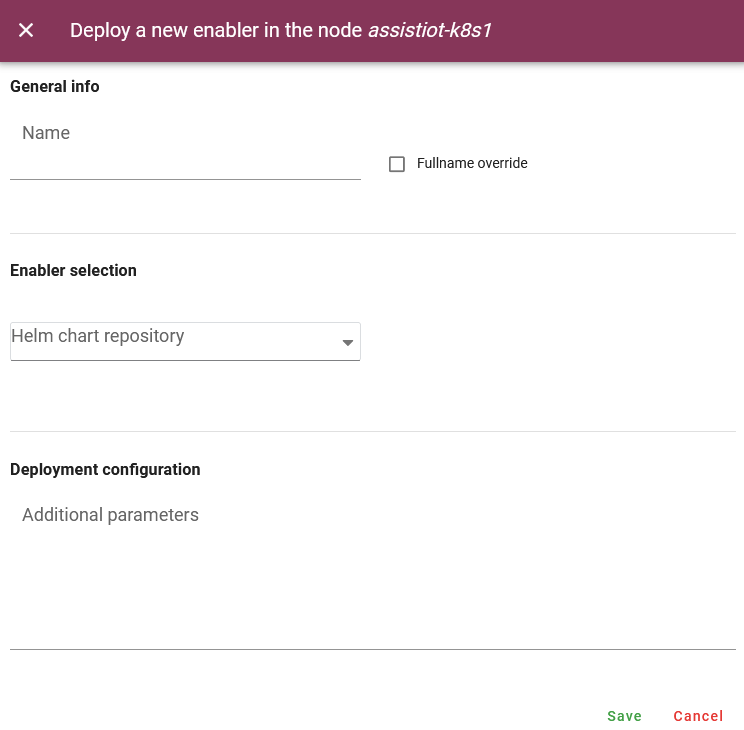 Deploy a new enabler in the node assistiot-k8s1
General info
Name
Fullname override
Enabler selection
Helm chart repository
Deployment configuration
Additional parameters
Save Cancel